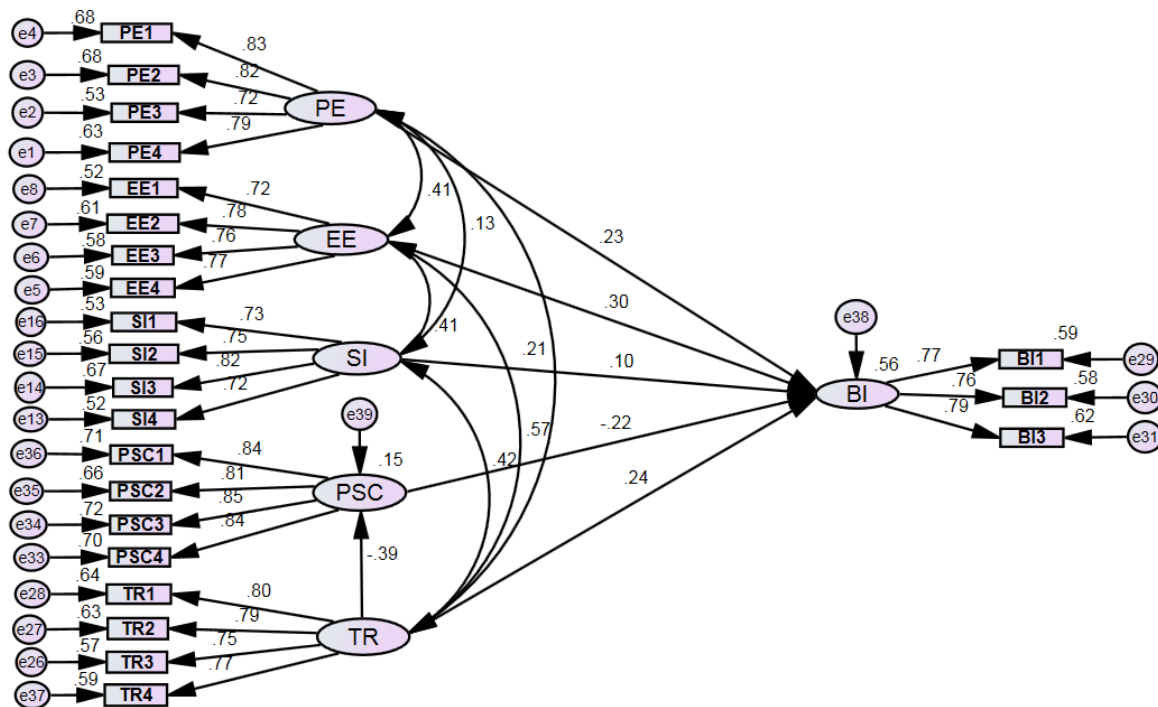 e4 .68 PE1 .83
e3 .68 PE2 .82
e2 .53 PE3 .72 PE
e1 .63 PE4 .79
e8 .52 EE1 .72 .41
e7 .61 EE2 .78 .13
e6 .58 EE3 .76 EE .23
e5 .59 EE4 .77 .30
e16 .53 SI1 .73 .41 e38
e15 .56 SI2 .75 SI .21 .10 .59 BI1 e29
e14 .67 SI3 .82 .56 .77
e13 .52 SI4 .72 e39 BI .76 .58 BI2 e30
e36 .71 PSC1 .84 .15 .42 .57 -.22 .79 .62 BI3 e31
e35 .66 PSC2 .81 PSC .24
e34 .72 PSC3 .85
e33 .70 PSC4 .84 -.39
e28 .64 TR1 .80
e27 .63 TR2 .79 TR
e26 .57 TR3 .75
e37 .59 TR4 .77